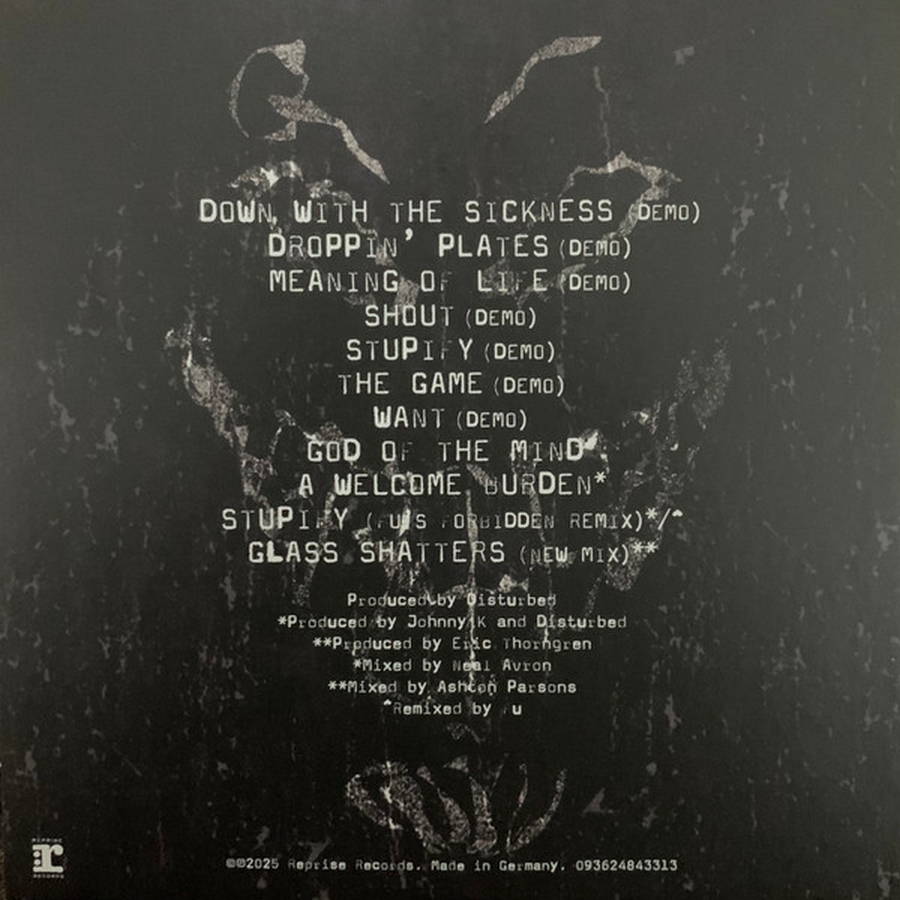 DOWN WITH THE SICKNESS (DEMO)
DROPPIN' PLATES (DEMO)
MEANING OF LIFE (DEMO)
SHOUT (DEMO)
STUPIFY (DEMO)
THE GAME (DEMO)
WANT (DEMO)
GOD OF THE MIND*
A WELCOME BURDEN*
STUPIFY (FU'S FORBIDDEN REMIX)*/^
GLASS SHATTERS (NEW MIX)**
Produced by Disturbed
*Produced by Johnny K and Disturbed
**Produced by Eric Thorngren
*Mixed by Neal Avron
**Mixed by Ashton Parsons
^Remixed by Fu
REPRISE
r
RECORDS
℗©2025 Reprise Records. Made in Germany. 093624843313